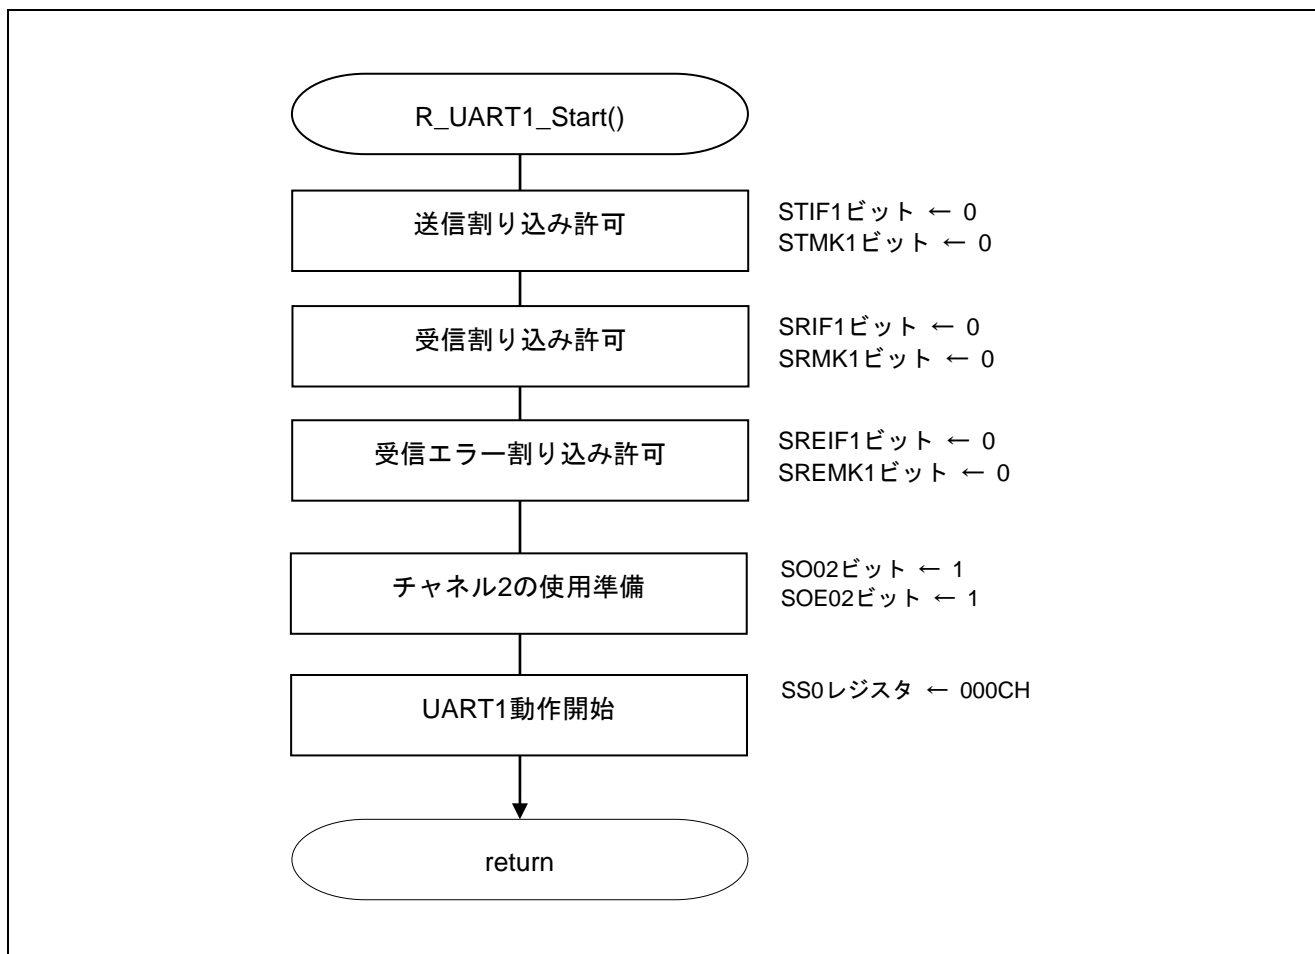 R_UART1_Start()
送信割り込み許可
STIF1ビット ← 0
STMK1ビット ← 0
受信割り込み許可
SRIF1ビット ← 0
SRMK1ビット ← 0
受信エラー割り込み許可
SREIF1ビット ← 0
SREMK1ビット ← 0
チャネル2の使用準備
SO02ビット ← 1
SOE02ビット ← 1
UART1動作開始
SS0レジスタ ← 000CH
return